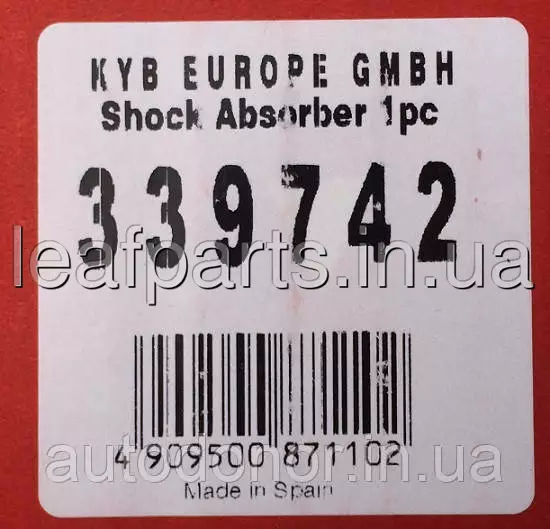 KYB EUROPE GMBH
Shock Absorber 1pc
339742
leafparts.in.ua
4 909500 871102
autodonor.in.ua
Made in Spain